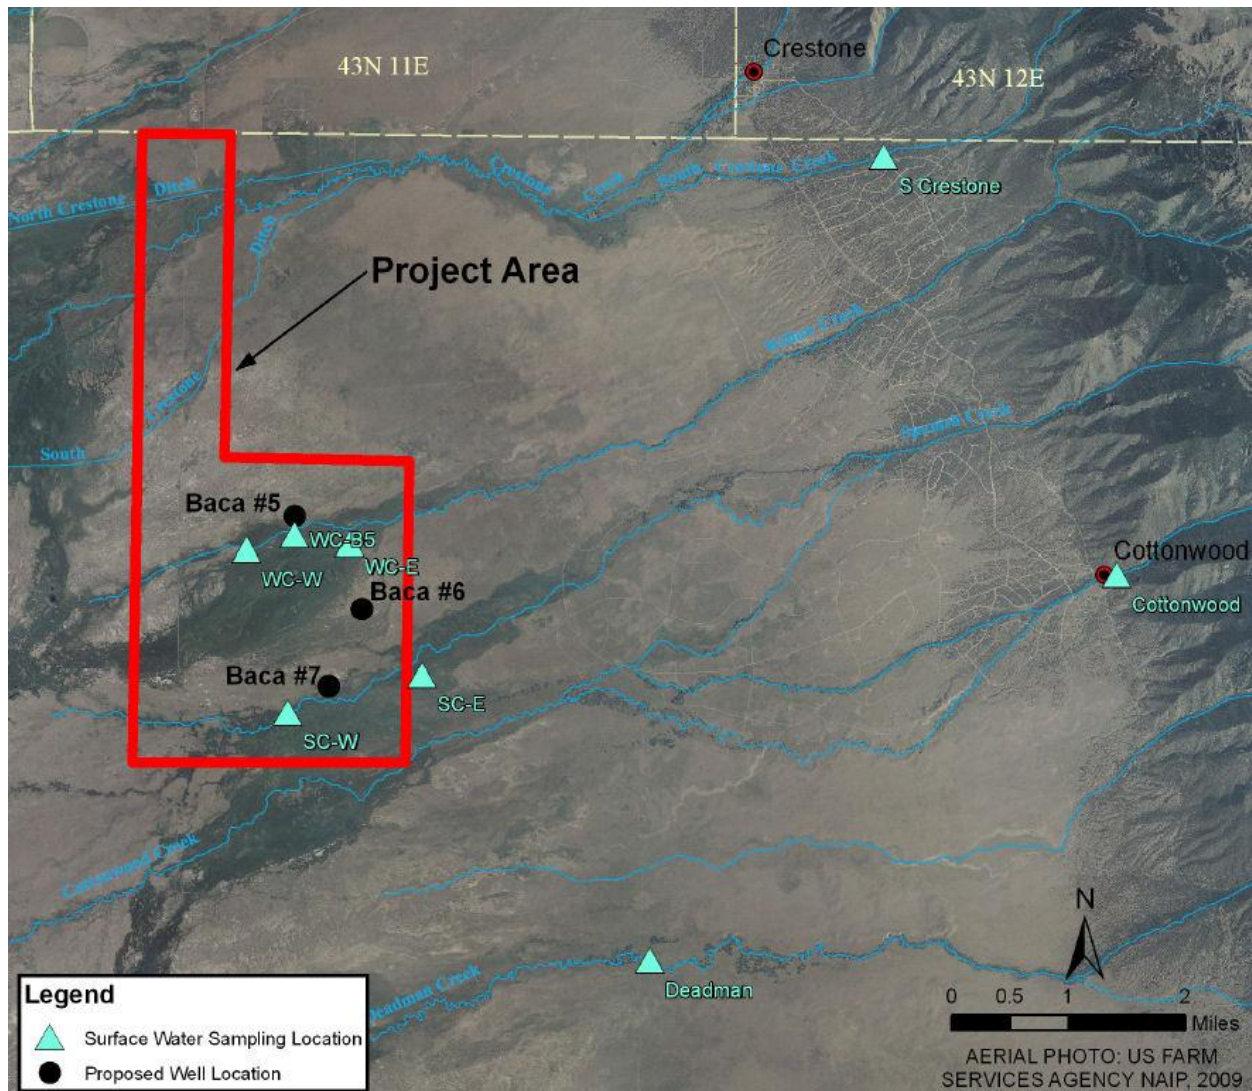 Crestone
43N 11E
43N 12E
North Crestone Ditch
Crestone Creek
South Crestone Creek
S Crestone
Ditch
Project Area
Willow Creek
Crestone
South
Spanish Creek
Baca #5
WC-B5
WC-W
WC-E
Baca #6
Cottonwood
Cottonwood
Baca #7
SC-E
SC-W
Cottonwood Creek
Deadman Creek
Deadman
N
0 0.5 1 2
Miles
Legend
Surface Water Sampling Location
Proposed Well Location
AERIAL PHOTO: US FARM
SERVICES AGENCY NAIP, 2009